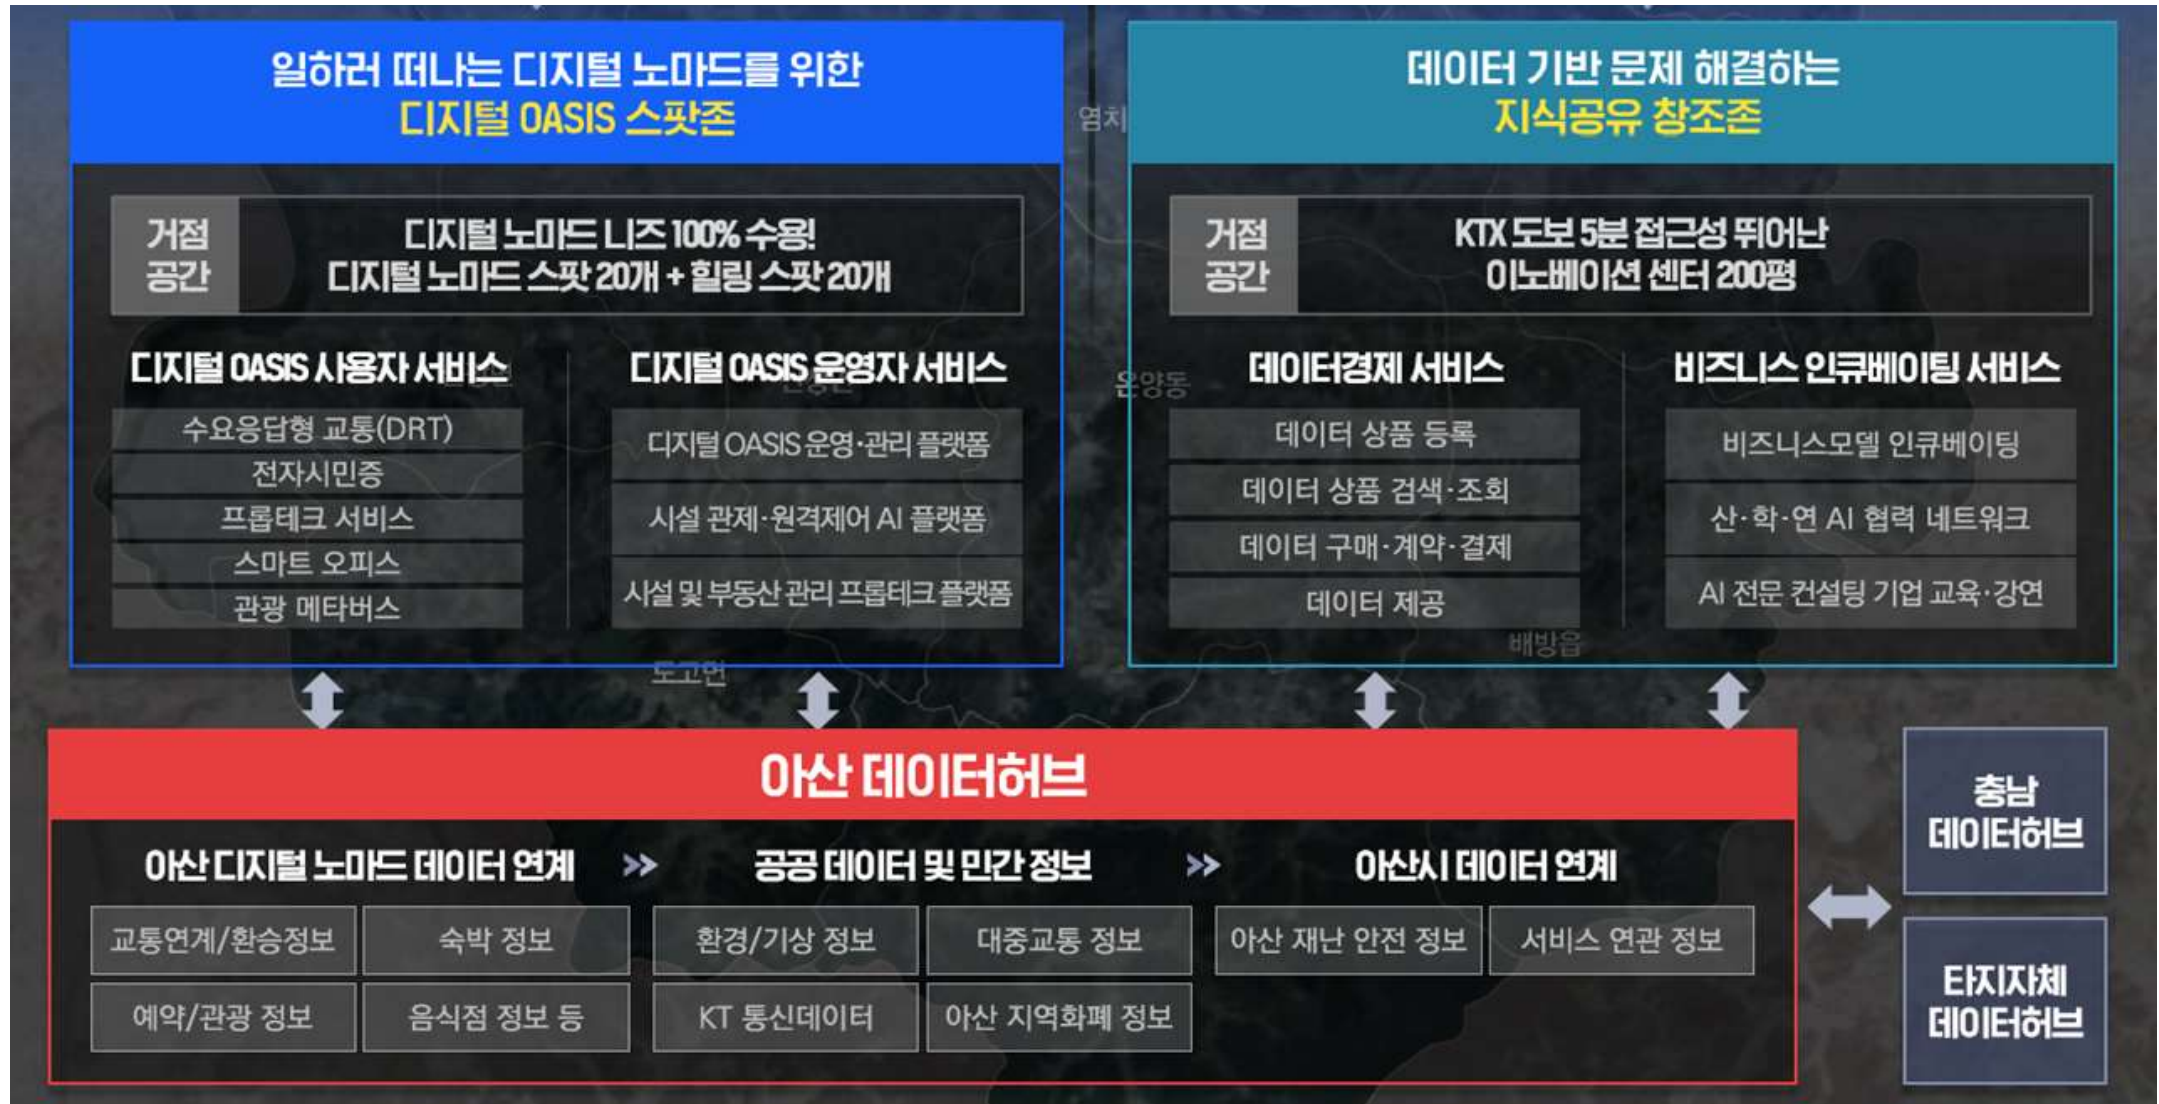 일하러 떠나는 디지털 노마드를 위한
디지털 OASIS 스팟존
거점
공간
디지털 노마드 니즈 100% 수용!
디지털 노마드 스팟 20개 + 힐링 스팟 20개
디지털 OASIS 사용자 서비스
수요응답형 교통(DRT)
전자시민증
프롭테크 서비스
스마트 오피스
관광 메타버스
디지털 OASIS 운영자 서비스
디지털 OASIS 운영·관리 플랫폼
시설 관제·원격제어 AI 플랫폼
시설 및 부동산 관리 프롭테크 플랫폼
염치
온양동
도고면
데이터 기반 문제 해결하는
지식공유 창조존
거점
공간
KTX 도보 5분 접근성 뛰어난
이노베이션 센터 200평
데이터경제 서비스
데이터 상품 등록
데이터 상품 검색·조회
데이터 구매·계약·결제
데이터 제공
비즈니스 인큐베이팅 서비스
비즈니스모델 인큐베이팅
산·학·연 AI 협력 네트워크
AI 전문 컨설팅 기업 교육·강연
배방읍
아산 데이터허브
아산 디지털 노마드 데이터 연계
교통연계/환승정보
숙박 정보
예약/관광 정보
음식점 정보 등
공공 데이터 및 민간 정보
환경/기상 정보
대중교통 정보
KT 통신데이터
아산 지역화폐 정보
아산시 데이터 연계
아산 재난 안전 정보
서비스 연관 정보
충남
데이터허브
타지자체
데이터허브